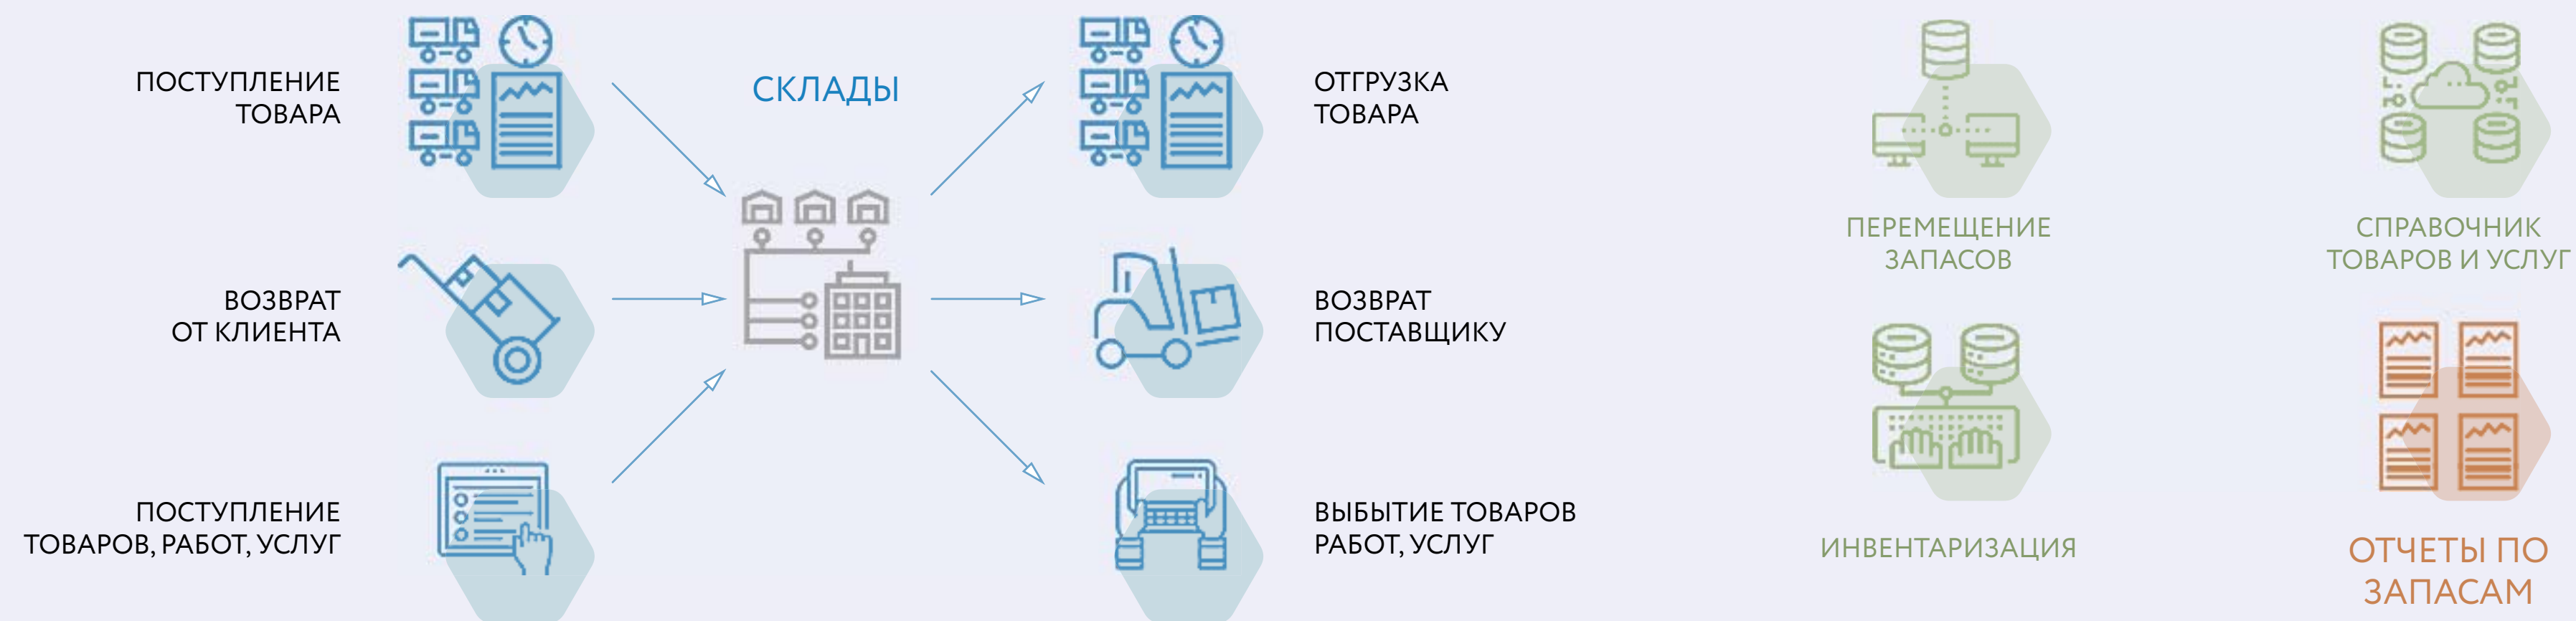 ПОСТУПЛЕНИЕ
ТОВАРА
СКЛАДЫ
ОТГРУЗКА
ТОВАРА
ВОЗВРАТ
ОТ КЛИЕНТА
ВОЗВРАТ
ПОСТАВЩИКУ
ПОСТУПЛЕНИЕ
ТОВАРОВ, РАБОТ, УСЛУГ
ВЫБЫТИЕ ТОВАРОВ
РАБОТ, УСЛУГ
ПЕРЕМЕЩЕНИЕ
ЗАПАСОВ
СПРАВОЧНИК
ТОВАРОВ И УСЛУГ
ИНВЕНТАРИЗАЦИЯ
ОТЧЕТЫ ПО
ЗАПАСАМ